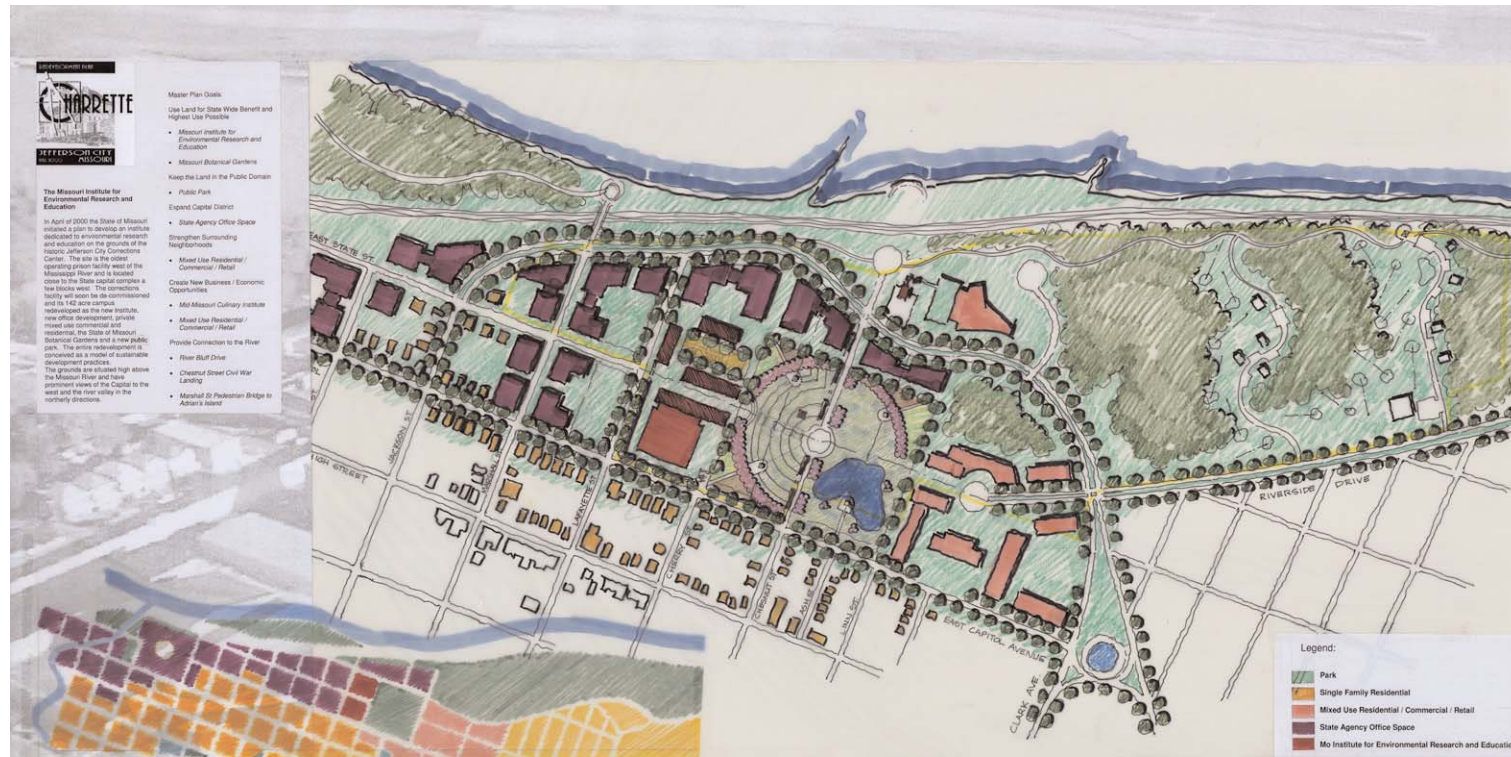 REDEVELOPMENT PLAN
CHARRETTE
JEFFERSON CITY
MISSOURI
The Missouri Institute for
Environmental Research and
Education
In April of 2000 the State of Missouri
initiated a plan to develop an institute
dedicated to environmental research
and education on the grounds of the
historic Jefferson City Corrections
Center. The site is the oldest
operating prison facility west of the
Mississippi River and is located
close to the State capital complex a
few blocks west. The corrections
facility will soon be de-commissioned
and its 142 acre campus
redeveloped as the new Institute,
new office development, private
mixed use commercial and
residential, the State of Missouri
Botanical Gardens and a new public
park. The entire redevelopment is
conceived as a model of sustainable
development practices.
The grounds are situated high above
the Missouri River and have
prominent views of the Capital to the
west and the river valley in the
northerly directions.
Master Plan Goals:
Use Land for State Wide Benefit and
Highest Use Possible
• Missouri Institute for
Environmental Research and
Education
• Missouri Botanical Gardens
Keep the Land in the Public Domain
• Public Park
Expand Capital District
• State Agency Office Space
Strengthen Surrounding
Neighborhoods
• Mixed Use Residential /
Commercial / Retail
Create New Business / Economic
Opportunities
• Mid-Missouri Culinary Institute
• Mixed Use Residential /
Commercial / Retail
Provide Connection to the River
• River Bluff Drive
• Chestnut Street Civil War
Landing
• Marshall St Pedestrian Bridge to
Adrian's Island
EAST STATE ST.
JACKSON ST.
HIGH STREET
LAFAYETTE ST.
CHERRY ST.
CHESTNUT ST.
ASH ST.
LINN ST.
EAST CAPITOL AVENUE
CLARK AVE
RIVERSIDE DRIVE
Legend:
Park
Single Family Residential
Mixed Use Residential / Commercial / Retail
State Agency Office Space
Mo Institute for Environmental Research and Educatio